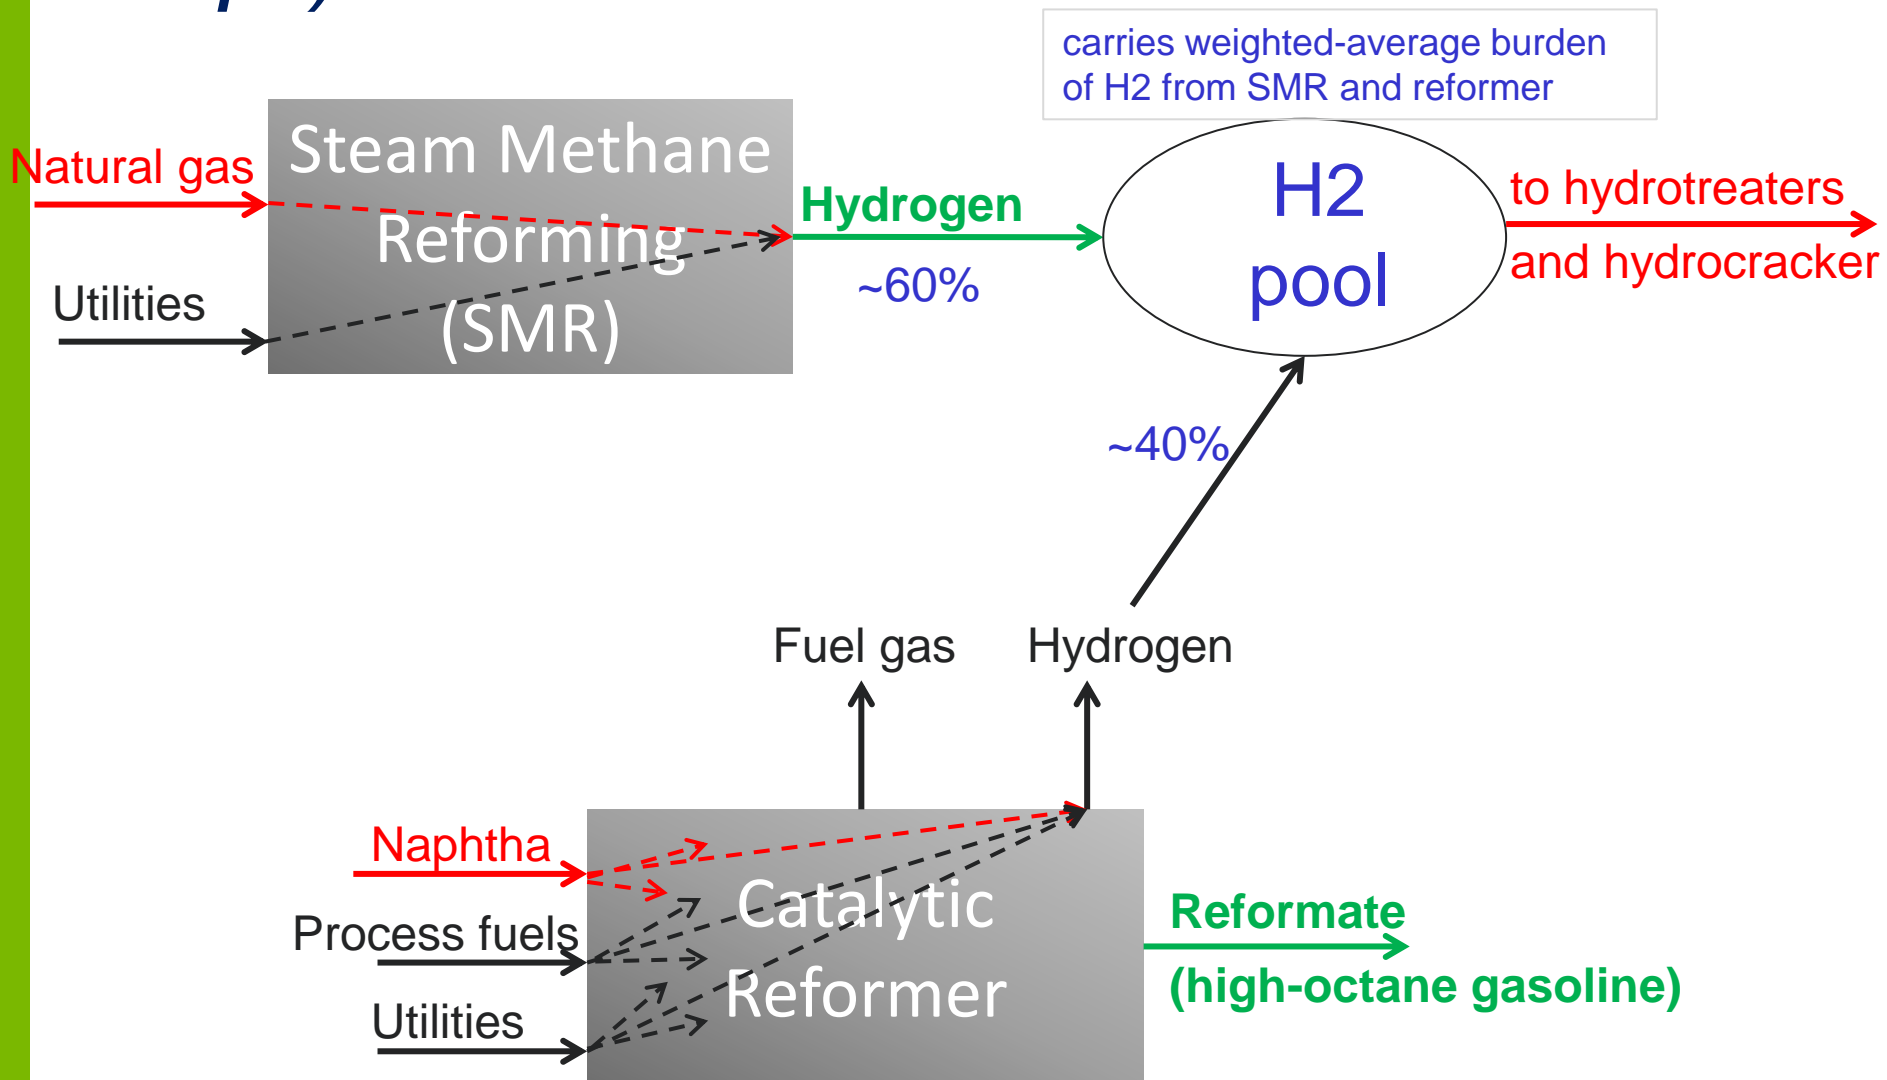 carries weighted-average burden
of H2 from SMR and reformer
Natural gas
Utilities
Steam Methane
Reforming
(SMR)
Hydrogen
~60%
H2
pool
to hydrotreaters
and hydrocracker
~40%
Fuel gas
Hydrogen
Naphtha
Process fuels
Utilities
Catalytic
Reformer
Reformate
(high-octane gasoline)